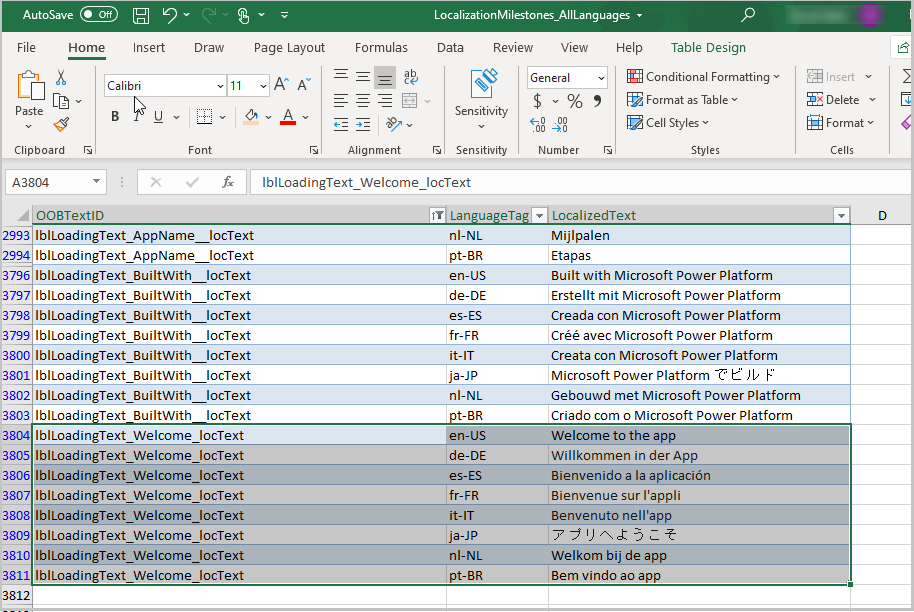 AutoSave Off LocalizationMilestones_AllLanguages
File Home Insert Draw Page Layout Formulas Data Review View Help Table Design
Calibri 11 A A ab General Conditional Formatting Insert
Paste $ % 9 Format as Table Delete
B I U A Sensitivity .00 .00 Cell Styles Format
Clipboard Font Alignment Sensitivity Number Styles Cells
A3804 fx lblLoadingText_Welcome_locText
OOBTextID LanguageTag LocalizedText D
2993 lblLoadingText_AppName__locText nl-NL Mijlpalen
2994 lblLoadingText_AppName__locText pt-BR Etapas
3796 lblLoadingText_BuiltWith__locText en-US Built with Microsoft Power Platform
3797 lblLoadingText_BuiltWith__locText de-DE Erstellt mit Microsoft Power Platform
3798 lblLoadingText_BuiltWith__locText es-ES Creada con Microsoft Power Platform
3799 lblLoadingText_BuiltWith__locText fr-FR Créé avec Microsoft Power Platform
3800 lblLoadingText_BuiltWith__locText it-IT Creata con Microsoft Power Platform
3801 lblLoadingText_BuiltWith__locText ja-JP Microsoft Power Platform でビルド
3802 lblLoadingText_BuiltWith__locText nl-NL Gebouwd met Microsoft Power Platform
3803 lblLoadingText_BuiltWith__locText pt-BR Criado com o Microsoft Power Platform
3804 lblLoadingText_Welcome_locText en-US Welcome to the app
3805 lblLoadingText_Welcome_locText de-DE Willkommen in der App
3806 lblLoadingText_Welcome_locText es-ES Bienvenido a la aplicación
3807 lblLoadingText_Welcome_locText fr-FR Bienvenue sur l'appli
3808 lblLoadingText_Welcome_locText it-IT Benvenuto nell'app
3809 lblLoadingText_Welcome_locText ja-JP アプリへようこそ
3810 lblLoadingText_Welcome_locText nl-NL Welkom bij de app
3811 lblLoadingText_Welcome_locText pt-BR Bem vindo ao app
3812